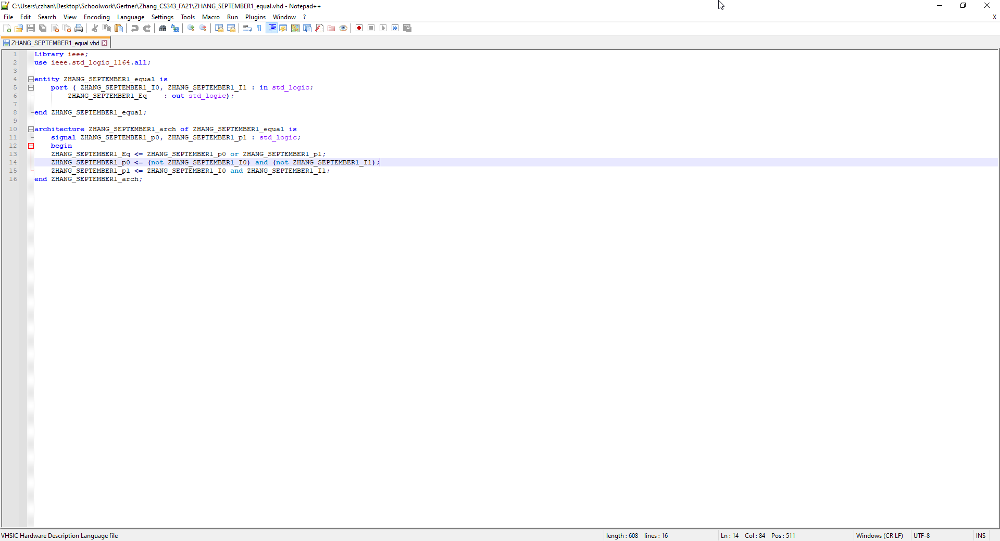 C:\Users\czhan\Desktop\Schoolwork\Gertner\Zhang_CS343_FA21\ZHANG_SEPTEMBER1_equal.vhd - Notepad++
File Edit Search View Encoding Language Settings Tools Macro Run Plugins Window ? X
ZHANG_SEPTEMBER1_equal.vhd
1 Library ieee;
2 use ieee.std_logic_1164.all;
3
4 entity ZHANG_SEPTEMBER1_equal is
5 port ( ZHANG_SEPTEMBER1_I0, ZHANG_SEPTEMBER1_I1 : in std_logic;
6 ZHANG_SEPTEMBER1_Eq : out std_logic);
7
8 end ZHANG_SEPTEMBER1_equal;
9
10 architecture ZHANG_SEPTEMBER1_arch of ZHANG_SEPTEMBER1_equal is
11 signal ZHANG_SEPTEMBER1_p0, ZHANG_SEPTEMBER1_p1 : std_logic;
12 begin
13 ZHANG_SEPTEMBER1_Eq <= ZHANG_SEPTEMBER1_p0 or ZHANG_SEPTEMBER1_p1;
14 ZHANG_SEPTEMBER1_p0 <= (not ZHANG_SEPTEMBER1_I0) and (not ZHANG_SEPTEMBER1_I1);
15 ZHANG_SEPTEMBER1_p1 <= ZHANG_SEPTEMBER1_I0 and ZHANG_SEPTEMBER1_I1;
16 end ZHANG_SEPTEMBER1_arch;
VHSIC Hardware Description Language file length : 608 lines : 16 Ln : 14 Col : 84 Pos : 511 Windows (CR LF) UTF-8 INS